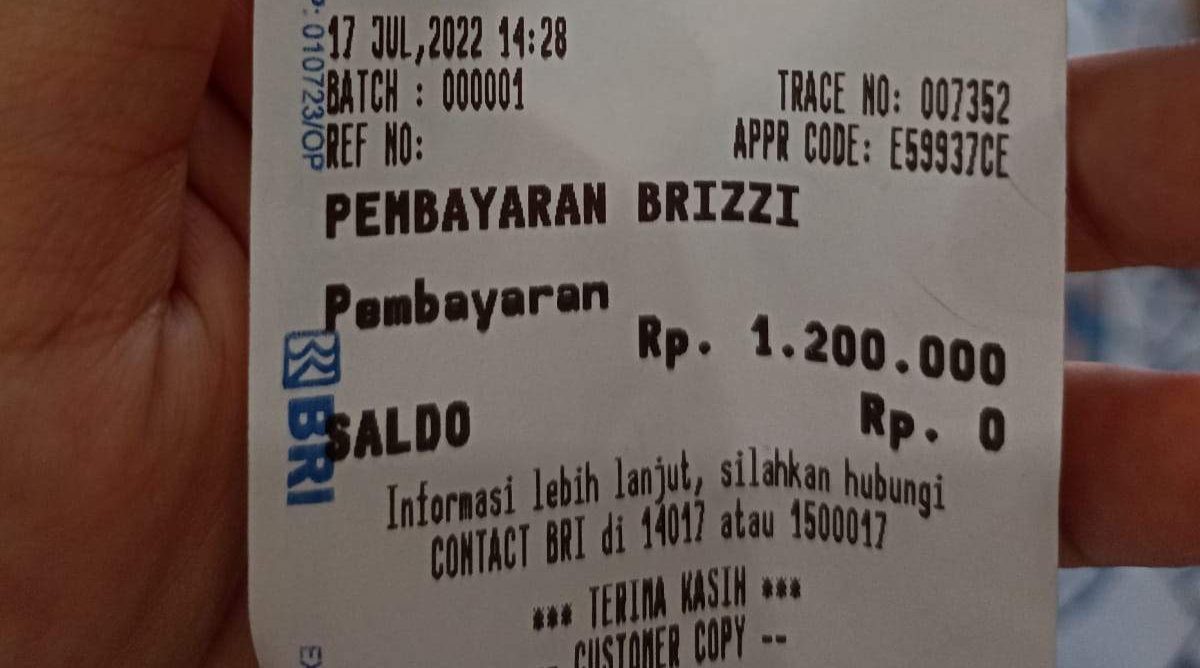 17 JUL,2022 14:28
BATCH : 000001 TRACE NO: 007352
REF NO: APPR CODE: E59937CE
PEMBAYARAN BRIZZI
Pembayaran
Rp. 1.200.000
SALDO Rp. 0
Informasi lebih lanjut, silahkan hubungi
CONTACT BRI di 14017 atau 1500017
*** TERIMA KASIH ***
CUSTOMER COPY --
: 010723/OP
BRI